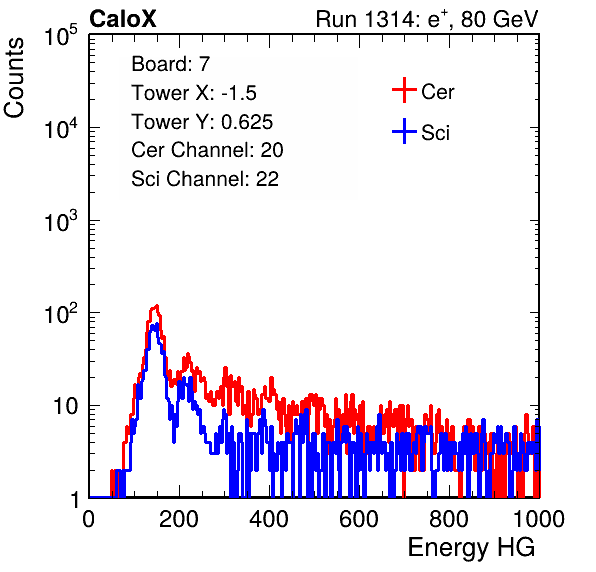 CaloX Run 1314: e⁺, 80 GeV
Counts
10⁵
10⁴
10³
10²
10
1
Board: 7
Tower X: -1.5
Tower Y: 0.625
Cer Channel: 20
Sci Channel: 22
Cer
Sci
0 200 400 600 800 1000
Energy HG